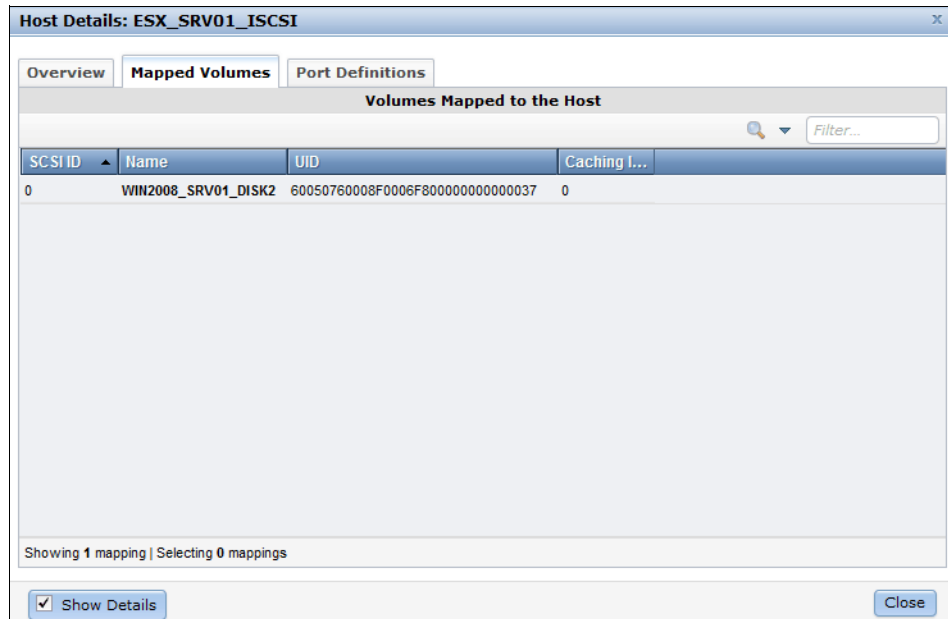 Host Details: ESX_SRV01_ISCSI x
Overview Mapped Volumes Port Definitions
Volumes Mapped to the Host
Filter...
SCSI ID Name UID Caching I...
0 WIN2008_SRV01_DISK2 60050760008F0006F800000000000037 0
Showing 1 mapping | Selecting 0 mappings
Show Details Close